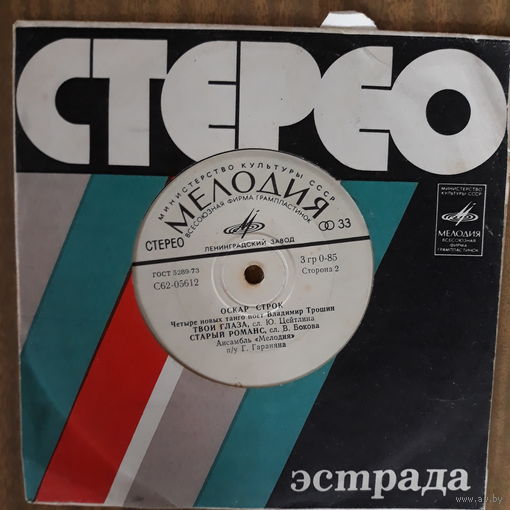 СТЕРЕО
МИНИСТЕРСТВО КУЛЬТУРЫ СССР
МЕЛОДИЯ
ВСЕСОЮЗНАЯ ФИРМА ГРАМПЛАСТИНОК
СТЕРЕО
33
ЛЕНИНГРАДСКИЙ ЗАВОД
ГОСТ 5289-73
3 гр 0-85
С62-05612
Сторона 2
ОСКАР СТРОК
Четыре новых танго поет Владимир Трошин
ТВОИ ГЛАЗА, сл. Ю. Цейтлина
СТАРЫЙ РОМАНС, сл. В. Бокова
Ансамбль «Мелодия»
п/у Г. Гараняна
МИНИСТЕРСТВО
КУЛЬТУРЫ СССР
МЕЛОДИЯ
ВСЕСОЮЗНАЯ
ФИРМА
ГРАМПЛАСТИНОК
эстрада
ay.by